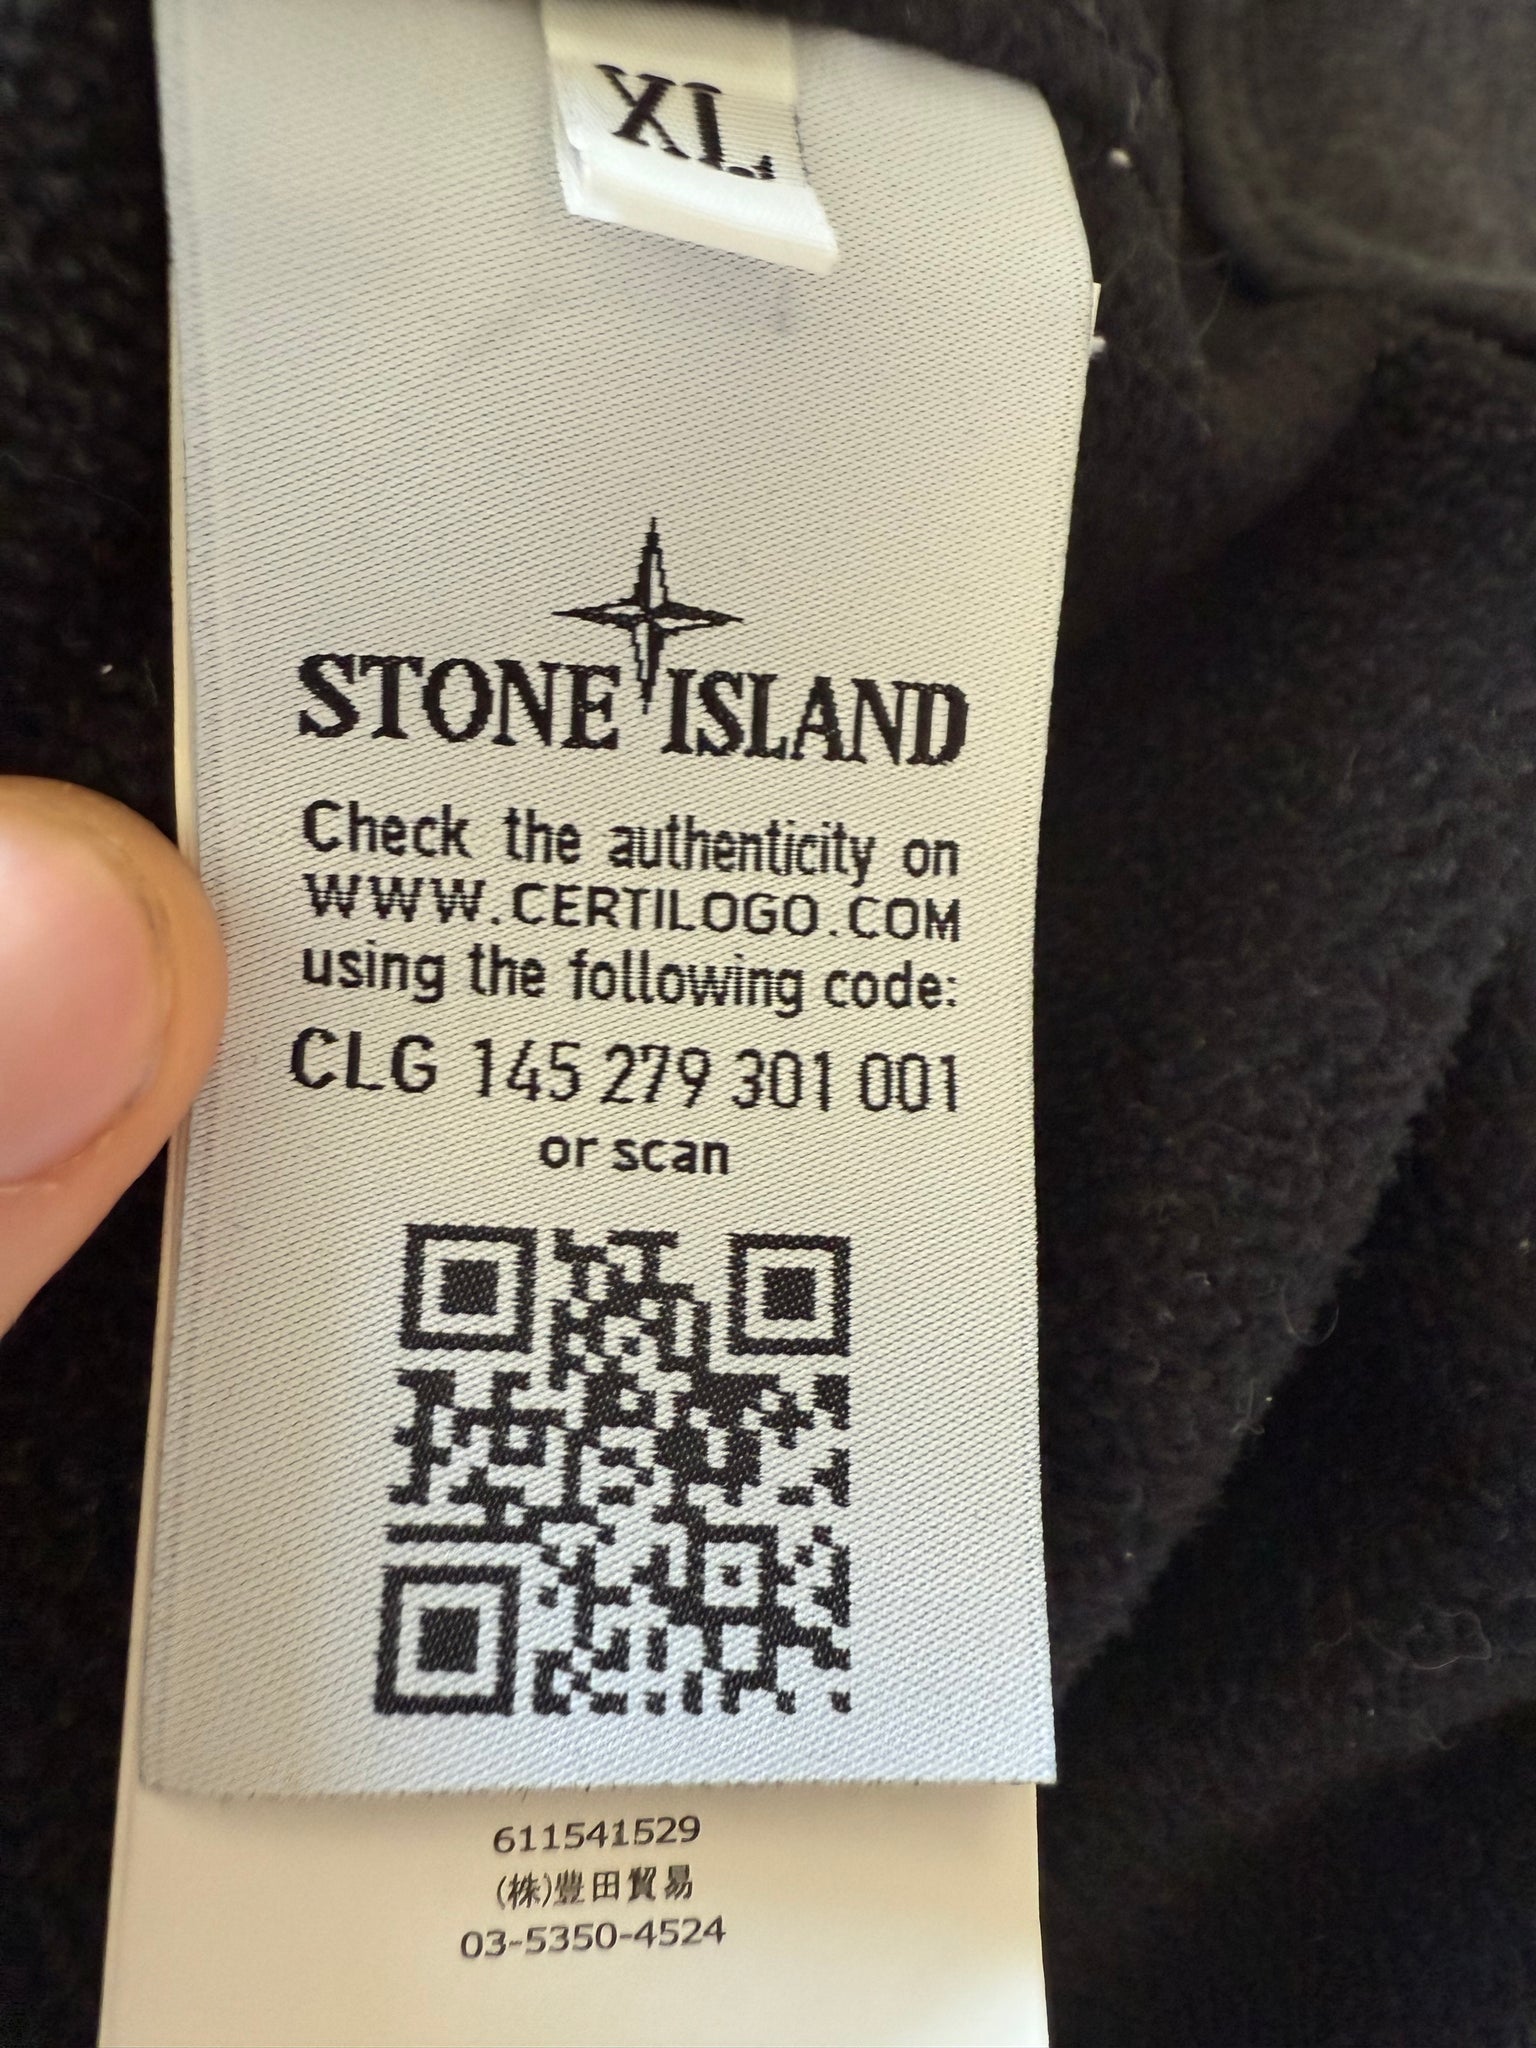 XL
STONE ISLAND
Check the authenticity on
WWW.CERTILOGO.COM
using the following code:
CLG 145 279 301 001
or scan
611541529
(株)豊田貿易
03-5350-4524